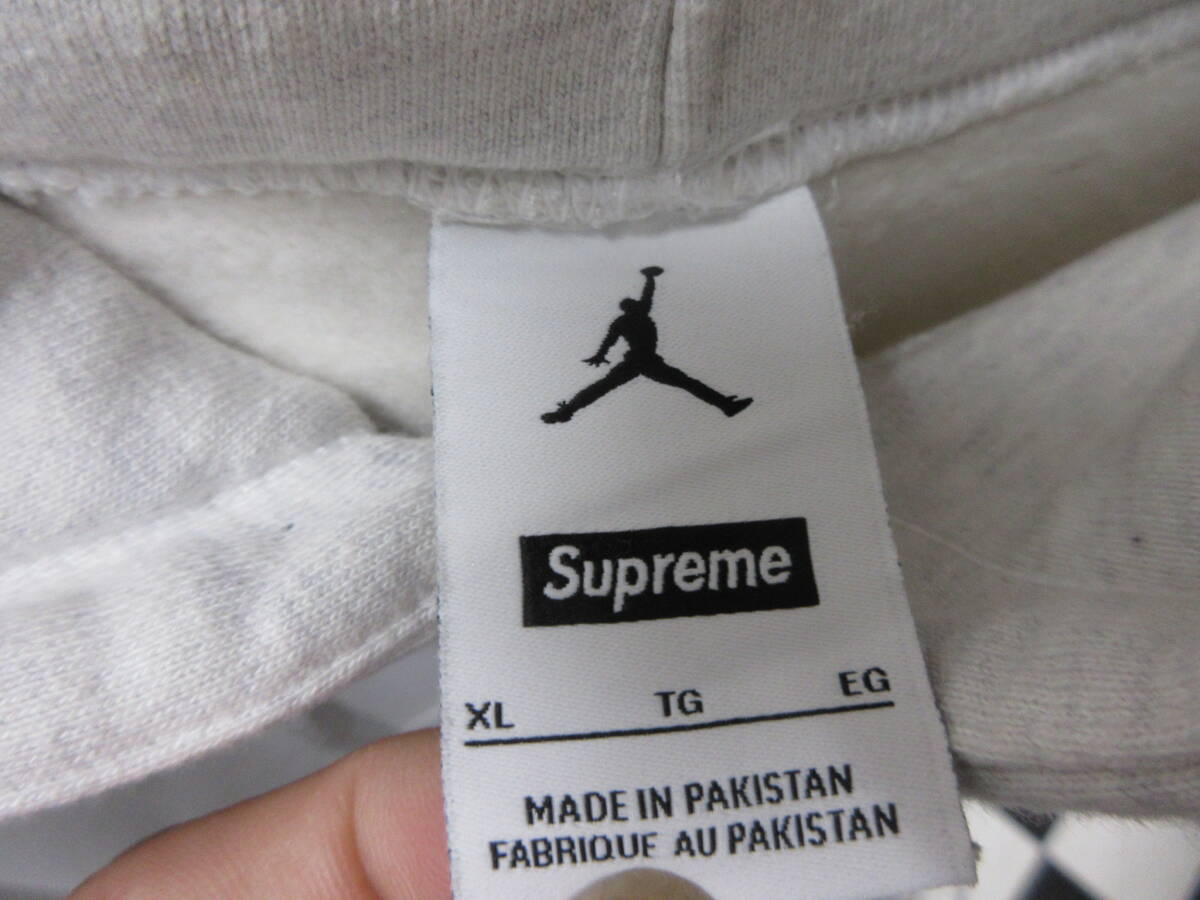 Supreme
XL TG EG
MADE IN PAKISTAN
FABRIQUE AU PAKISTAN